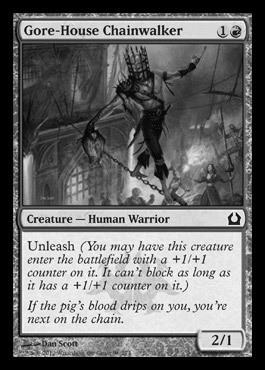 Gore-House Chainwalker 1
Creature — Human Warrior
Unleash (You may have this creature
enter the battlefield with a +1/+1
counter on it. It can't block as long as
it has a +1/+1 counter on it.)
If the pig's blood drips on you, you're
next on the chain.
Dan Scott
2/1